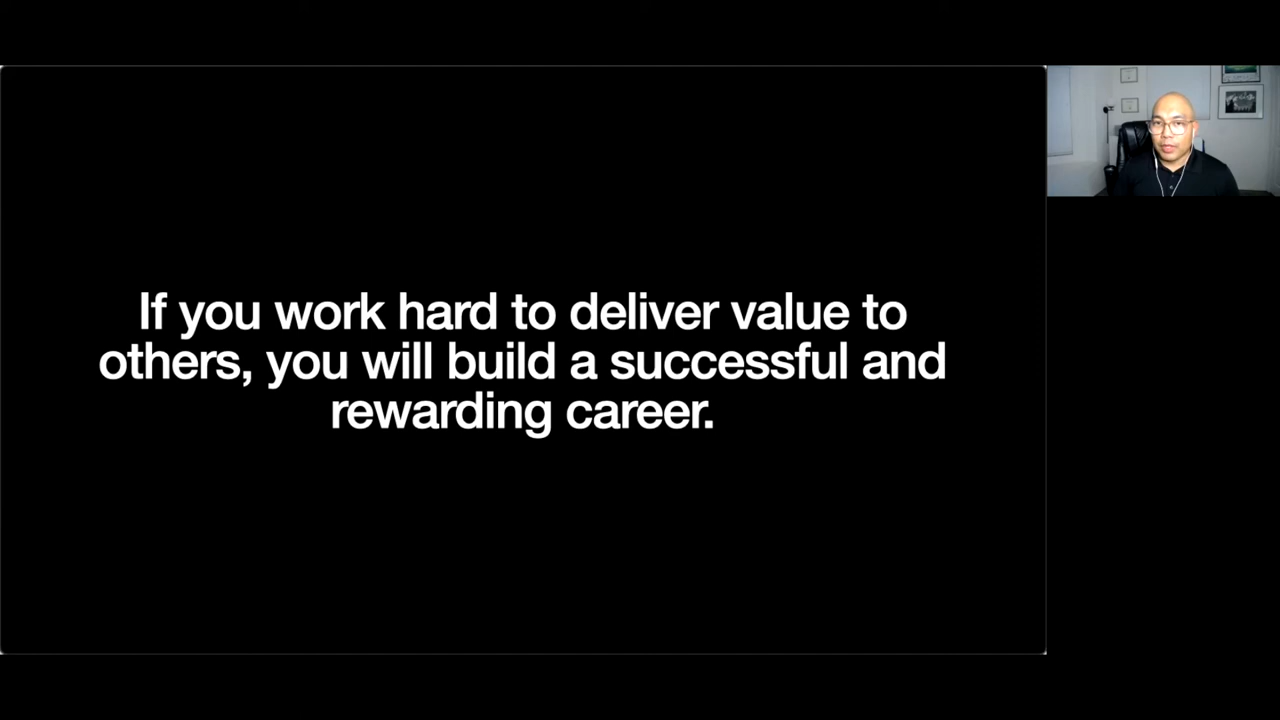 If you work hard to deliver value to
others, you will build a successful and
rewarding career.